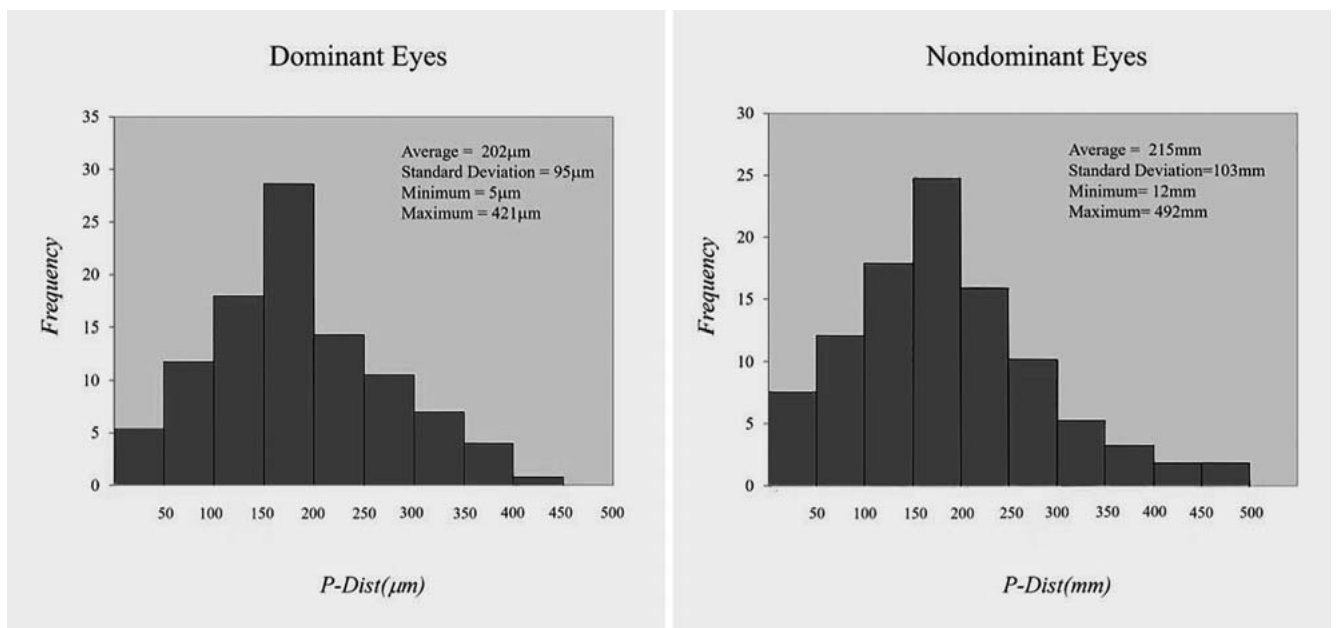 Dominant Eyes
35
30
25
20
15
10
5
0
Frequency
Average = 202μm
Standard Deviation = 95μm
Minimum = 5μm
Maximum = 421μm
50 100 150 200 250 300 350 400 450 500
P-Dist(μm)
Nondominant Eyes
30
25
20
15
10
5
0
Frequency
Average = 215mm
Standard Deviation=103mm
Minimum= 12mm
Maximum= 492mm
50 100 150 200 250 300 350 400 450 500
P-Dist(mm)